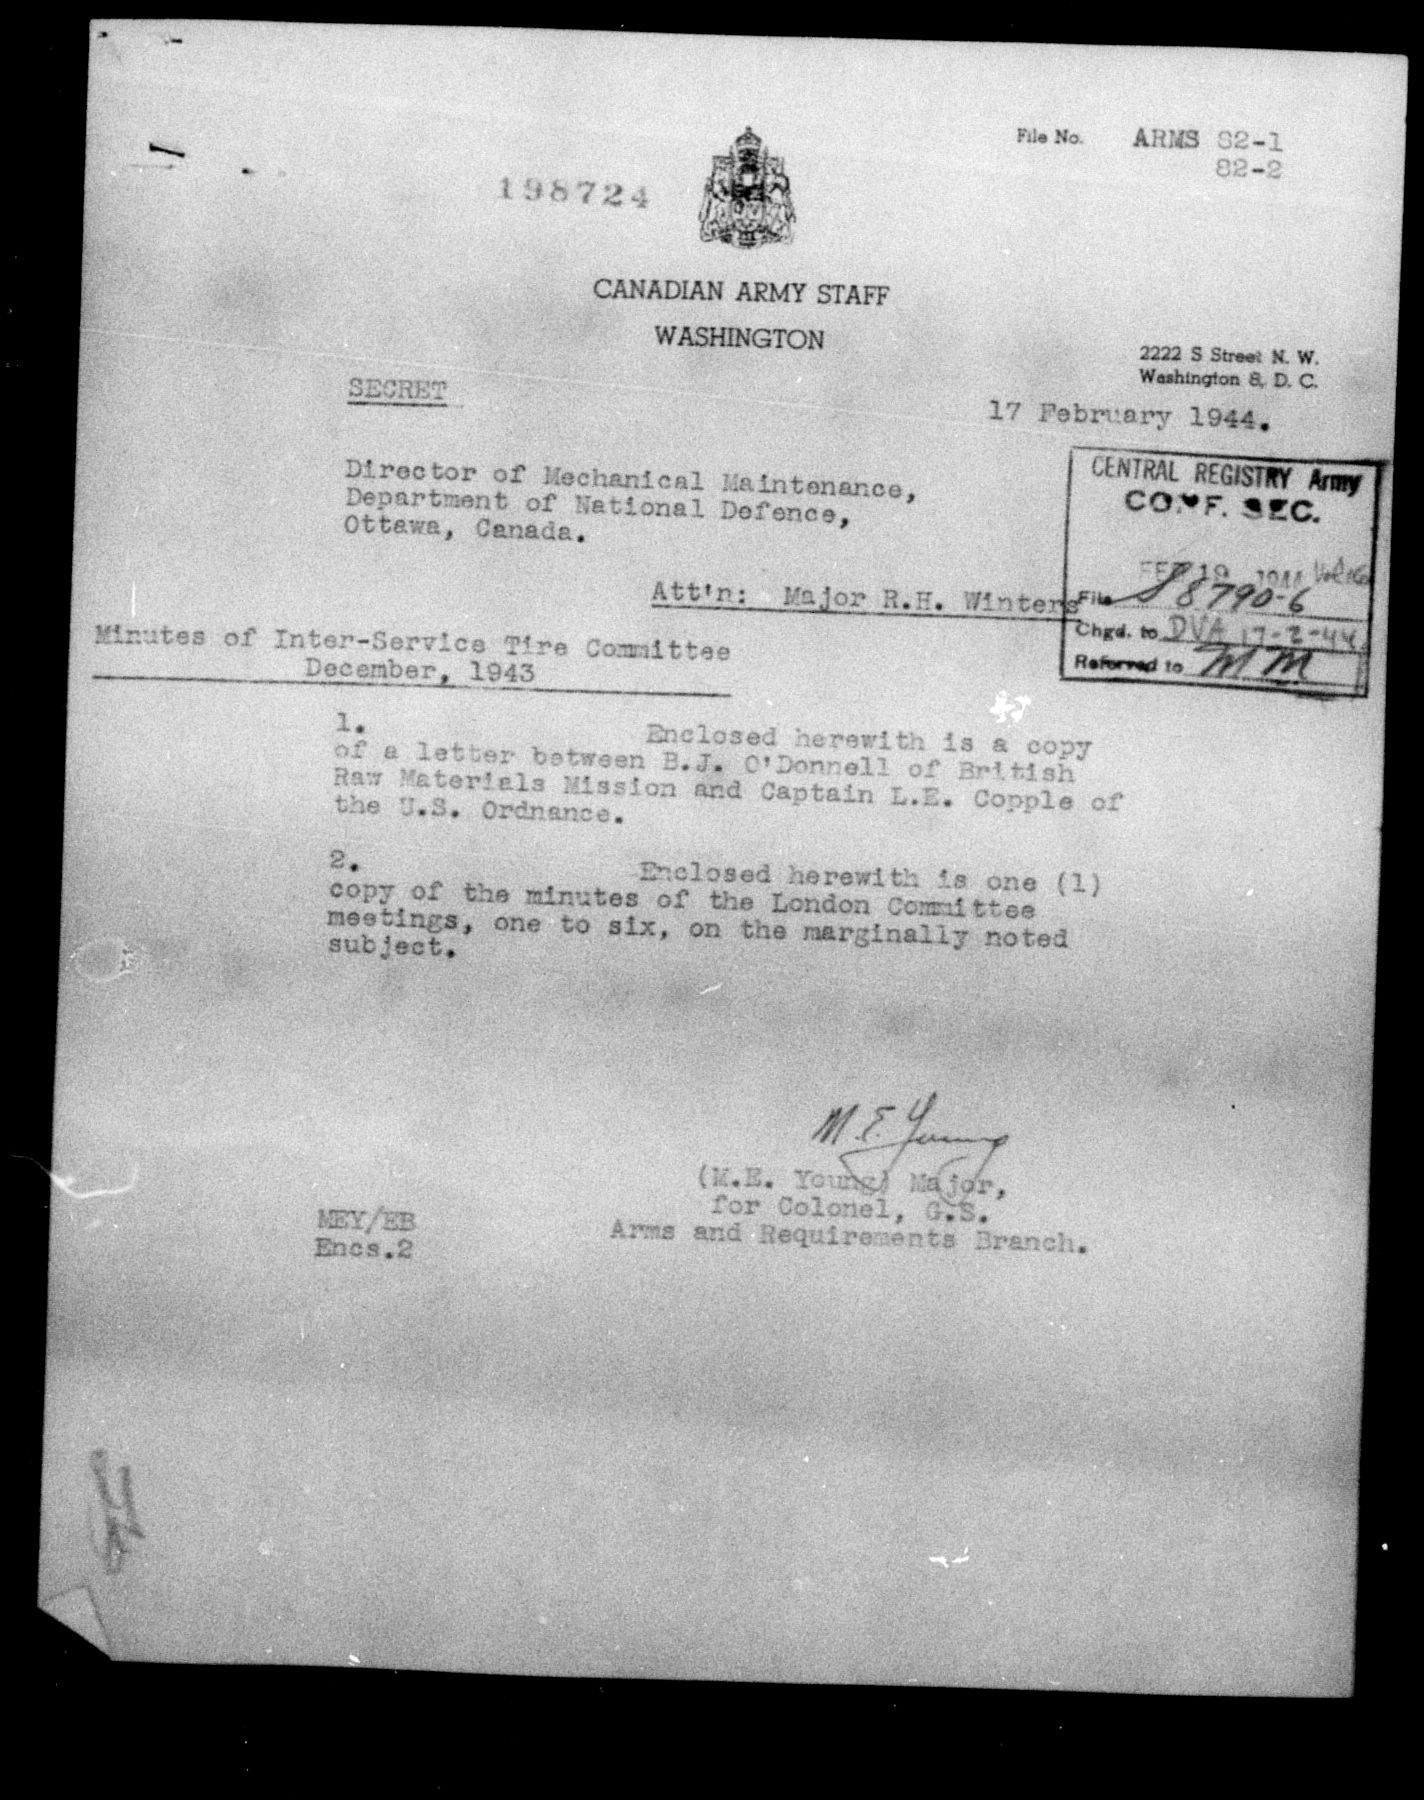 File No. ARMS 82-1
82-2
198724
CANADIAN ARMY STAFF
WASHINGTON
2222 S Street N. W.
Washington 8, D. C.
SECRET
17 February 1944.
Director of Mechanical Maintenance,
Department of National Defence,
Ottawa, Canada.
CENTRAL REGISTRY Army
CONF. SEC.
FEB 19 1944
File S 8790-6
Chgd. to DVA 17-2-44
Referred to MM
Att'n: Major R.H. Winters
Minutes of Inter-Service Tire Committee
December, 1943
1. Enclosed herewith is a copy
of a letter between B.J. O'Donnell of British
Raw Materials Mission and Captain L.E. Copple of
the U.S. Ordnance.
2. Enclosed herewith is one (1)
copy of the minutes of the London Committee
meetings, one to six, on the marginally noted
subject.
M.E. Young
(M.E. Young) Major,
for Colonel, G.S.
Arms and Requirements Branch.
MEY/EB
Encs.2